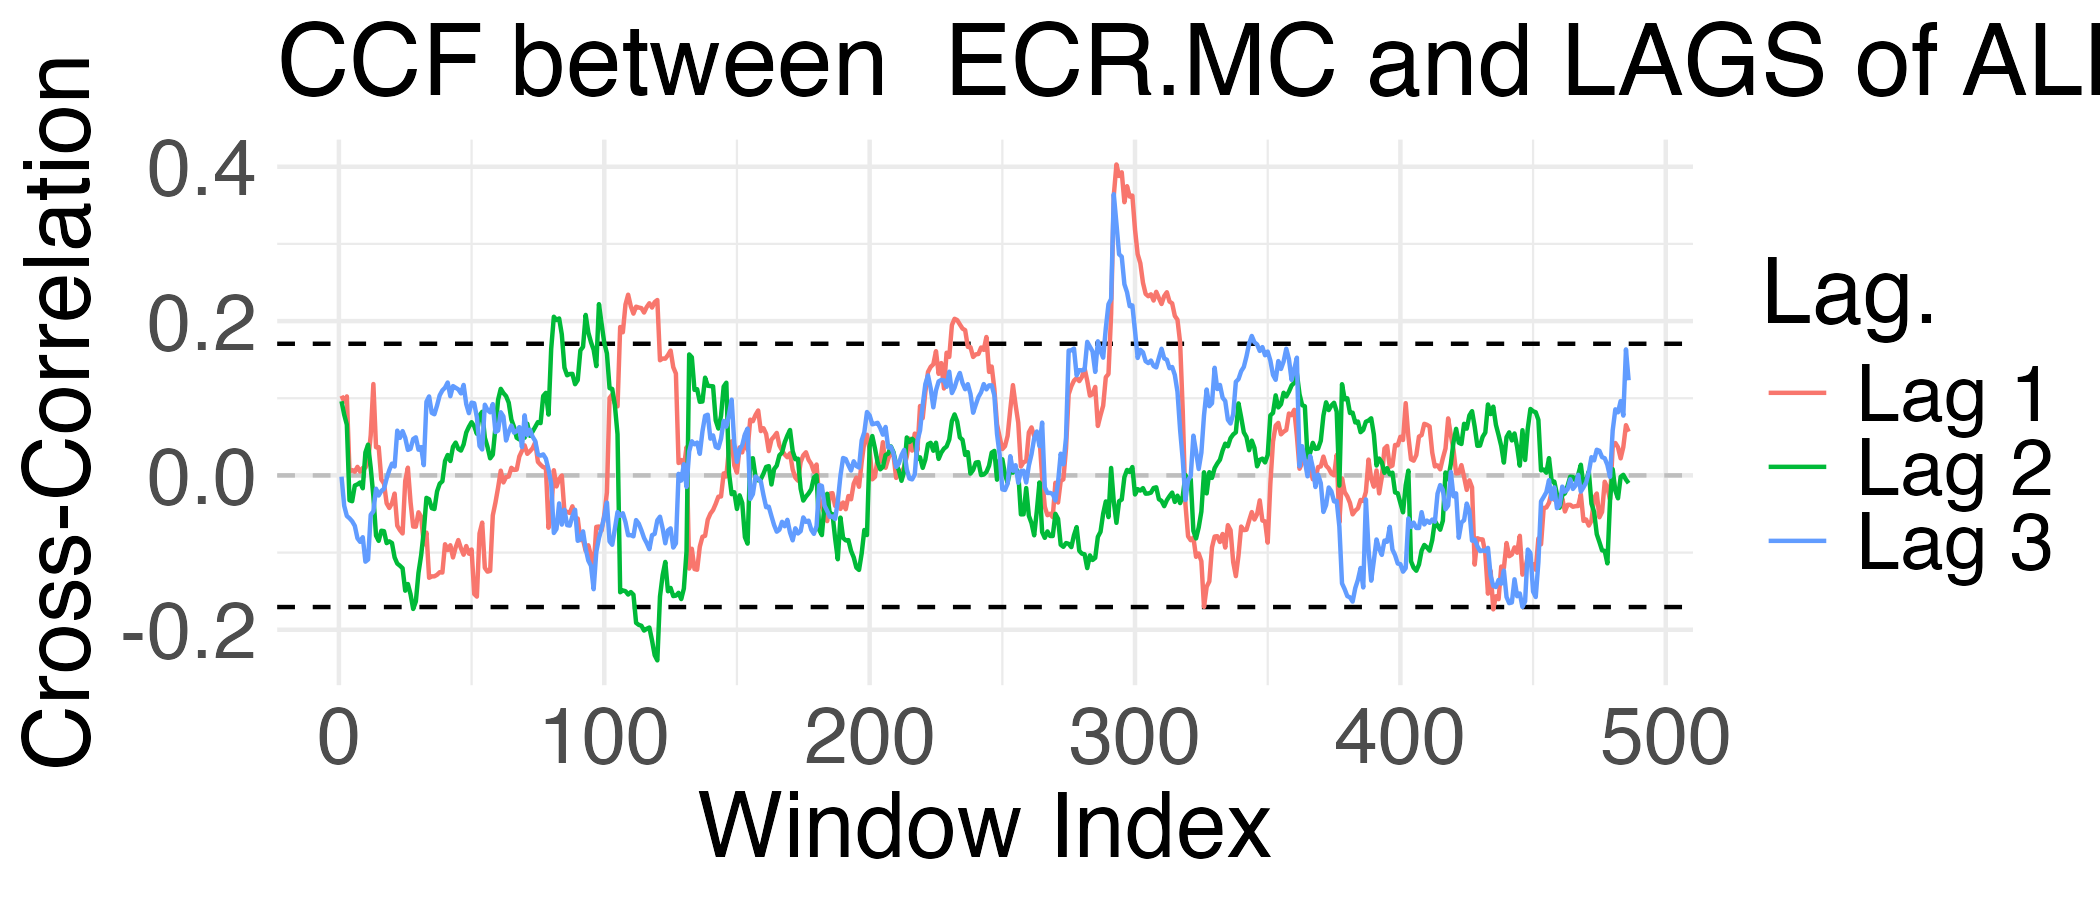 CCF between ECR.MC and LAGS of
Cross-Correlation
0.4
0.2
0.0
-0.2
0
100
200
300
400
500
Window Index
Lag.
Lag 1
Lag 2
Lag 3